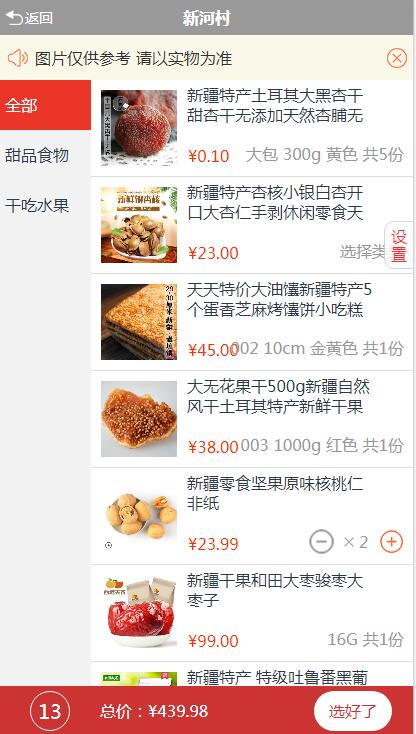 返回
新河村
图片仅供参考 请以实物为准
全部
甜品食物
干吃水果
新疆特产土耳其大黑杏干
甜杏干无添加天然杏脯无
¥0.10 大包 300g 黄色 共5份
新疆特产杏核小银白杏开
口大杏仁手剥休闲零食天
¥23.00 选择类
设置
天天特价大油馕新疆特产5
个蛋香芝麻烤馕饼小吃糕
¥45.00 002 10cm 金黄色 共1份
大无花果干500g新疆自然
风干土耳其特产新鲜干果
¥38.00 003 1000g 红色 共1份
新疆零食坚果原味核桃仁
非纸
¥23.99 × 2
新疆干果和田大枣骏枣大
枣子
¥99.00 16G 共1份
新疆特产 特级吐鲁番黑葡
13 总价：¥439.98 选好了